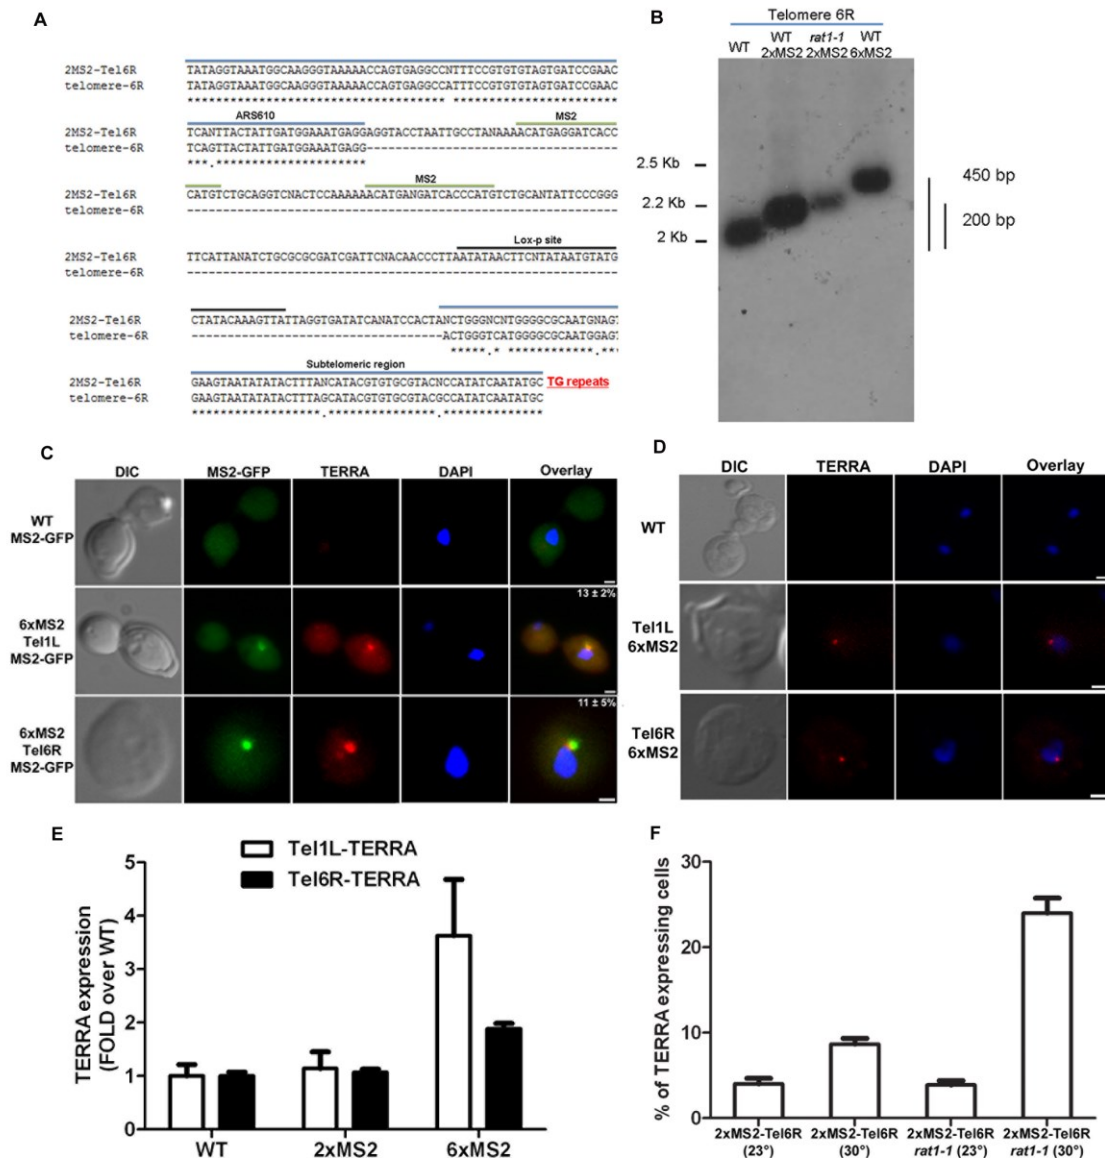 A
2MS2-Tel6R TATAGGTAAATGGCAAGGGTAAAAACCAGTGAGGCCNTTTCCGTGTGTAGTGATCCGAAC
telomere-6R TATAGGTAAATGGCAAGGGTAAAAACCAGTGAGGCCATTTCCGTGTGTAGTGATCCGAAC
************************************ ***********************
ARS610 MS2
2MS2-Tel6R TCANTTACTATTGATGGAAATGAGGAGGTACCTAATTGCCTANAAAACATGAGGATCACC
telomere-6R TCAGTTACTATTGATGGAAATGAGG-----------------------------------
***.*********************
MS2
2MS2-Tel6R CATGTCTGCAGGTCNACTCCAAAAAACATGANGATCACCCATGTCTGCANTATTCCCGGG
telomere-6R ------------------------------------------------------------
Lox-p site
2MS2-Tel6R TTCATTANATCTGCGCGCGATCGATTCNACAACCCTTAATATAACTTCNTATAATGTATG
telomere-6R ------------------------------------------------------------
2MS2-Tel6R CTATACAAAGTTATTAGGTGATATCANATCCACTANCTGGGNCNTGGGGCGCAATGNAGT
telomere-6R -----------------------------------ACTGGGTCATGGGGCGCAATGGAGT
*****.* ************.***
Subtelomeric region
2MS2-Tel6R GAAGTAATATATACTTTANCATACGTGTGCGTACNCCATATCAATATGC TG repeats
telomere-6R GAAGTAATATATACTTTAGCATACGTGTGCGTACGCCATATCAATATGC
******************.***************.**************
B
Telomere 6R
WT WT 2xMS2 rat1-1 2xMS2 WT 6xMS2
2.5 Kb
2.2 Kb
2 Kb
450 bp
200 bp
C
DIC MS2-GFP TERRA DAPI Overlay
WT
MS2-GFP
13 ± 2%
6xMS2
Tel1L
MS2-GFP
11 ± 5%
6xMS2
Tel6R
MS2-GFP
D
DIC TERRA DAPI Overlay
WT
Tel1L
6xMS2
Tel6R
6xMS2
E
Tel1L-TERRA
Tel6R-TERRA
TERRA expression
(FOLD over WT)
5
4
3
2
1
0
WT 2xMS2 6xMS2
F
% of TERRA expressing cells
30
20
10
0
2xMS2-Tel6R 2xMS2-Tel6R 2xMS2-Tel6R 2xMS2-Tel6R
(23°) (30°) rat1-1 (23°) rat1-1 (30°)